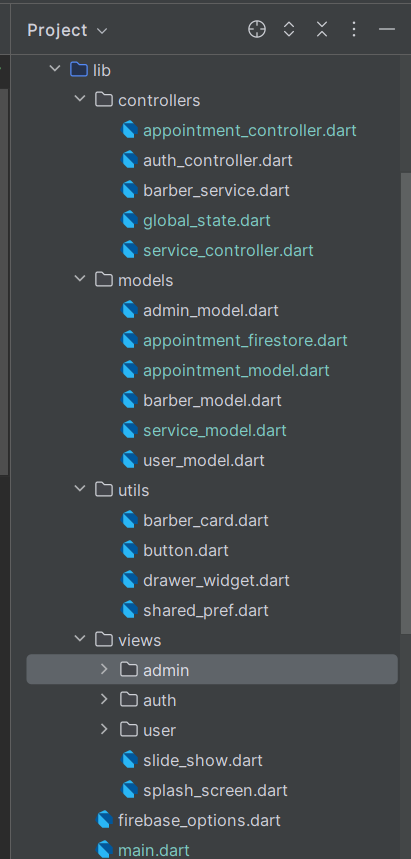 Project
lib
controllers
appointment_controller.dart
auth_controller.dart
barber_service.dart
global_state.dart
service_controller.dart
models
admin_model.dart
appointment_firestore.dart
appointment_model.dart
barber_model.dart
service_model.dart
user_model.dart
utils
barber_card.dart
button.dart
drawer_widget.dart
shared_pref.dart
views
admin
auth
user
slide_show.dart
splash_screen.dart
firebase_options.dart
main.dart